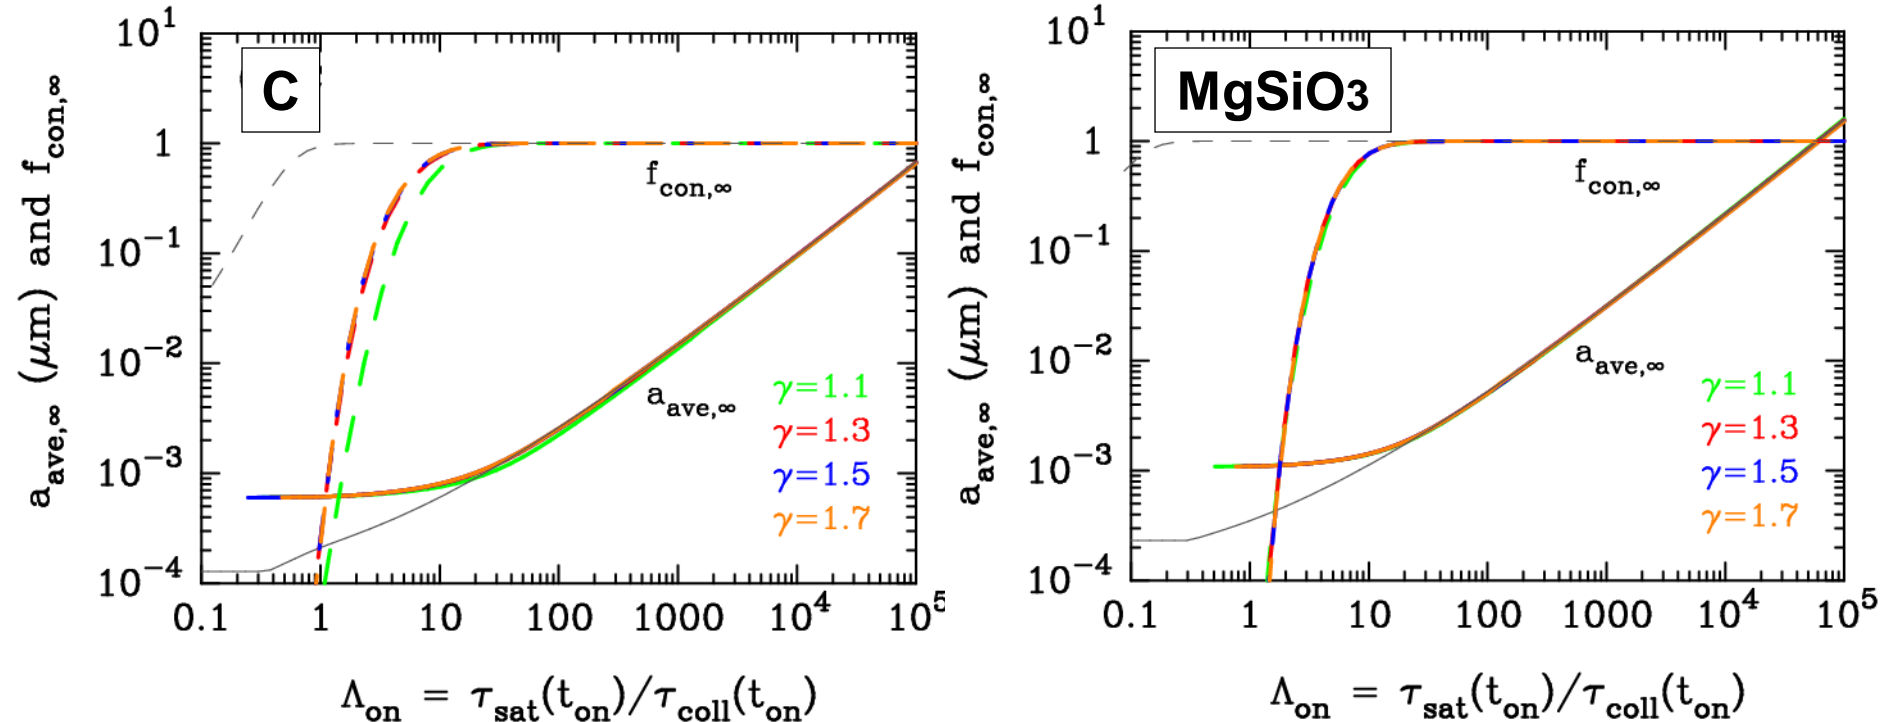 C
a_ave,∞ (μm) and f_con,∞
10^1
1
10^−1
10^−2
10^−3
10^−4
f_con,∞
a_ave,∞
γ=1.1
γ=1.3
γ=1.5
γ=1.7
0.1 1 10 100 1000 10^4 10^5
Λ_on = τ_sat(t_on)/τ_coll(t_on)
MgSiO3
a_ave,∞ (μm) and f_con,∞
10^1
1
10^−1
10^−2
10^−3
10^−4
f_con,∞
a_ave,∞
γ=1.1
γ=1.3
γ=1.5
γ=1.7
0.1 1 10 100 1000 10^4 10^5
Λ_on = τ_sat(t_on)/τ_coll(t_on)